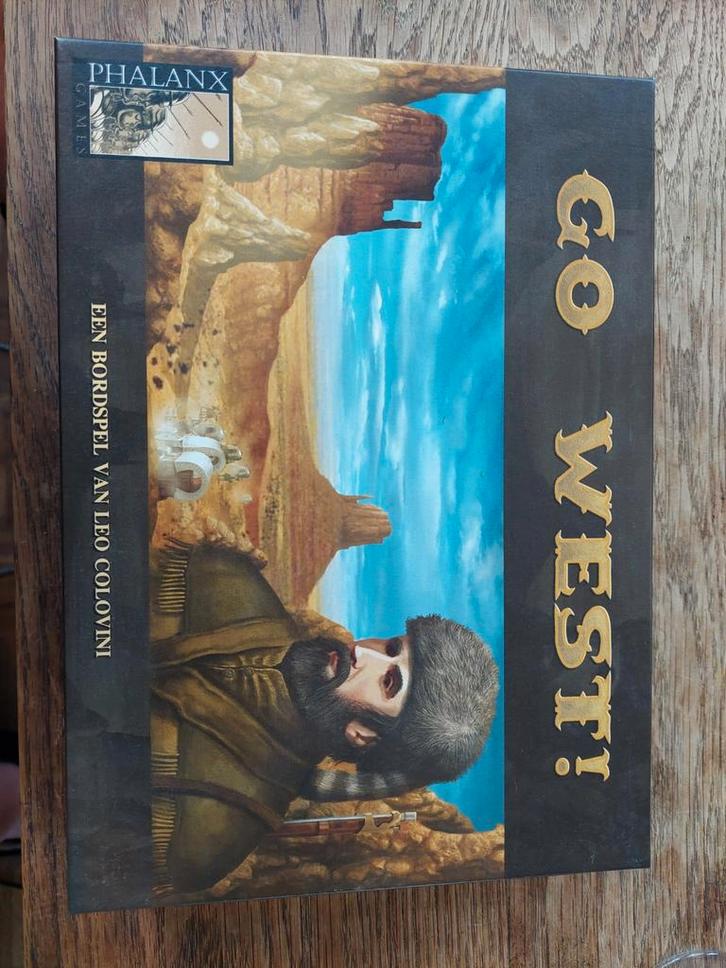 GO WEST!
PHALANX
GAMES
EEN BORDSPEL VAN LEO COLOVINI